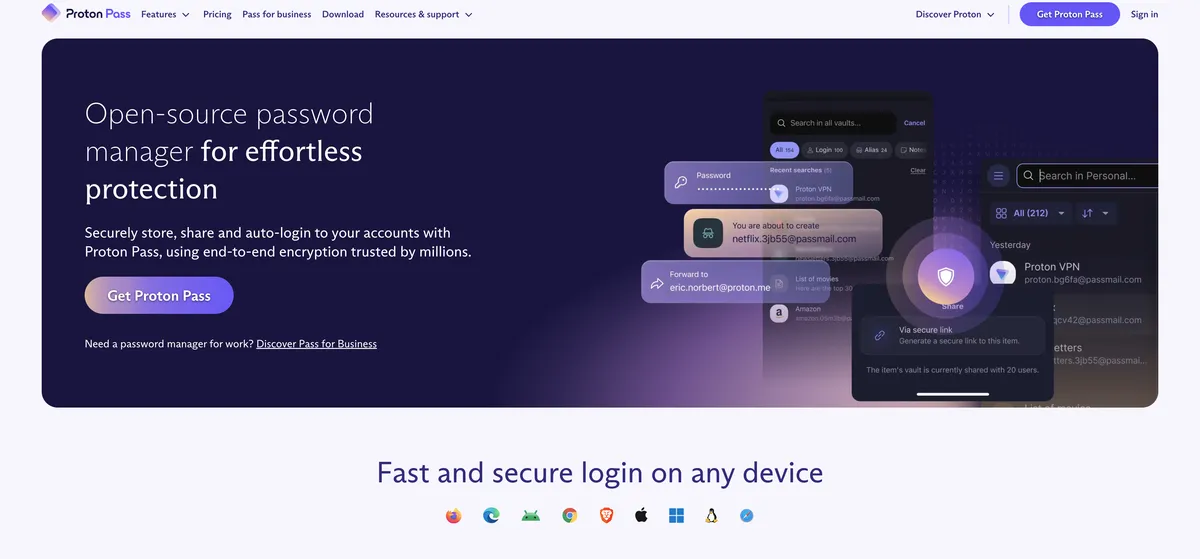 Proton Pass
Features
Pricing
Pass for business
Download
Resources & support
Discover Proton
Get Proton Pass
Sign in
Open-source password
manager for effortless
protection
Securely store, share and auto-login to your accounts with
Proton Pass, using end-to-end encryption trusted by millions.
Get Proton Pass
Need a password manager for work? Discover Pass for Business
Search in all vaults...
Cancel
All 154
Login 100
Alias 24
Notes
Recent searches (5)
Clear
Password
Proton VPN
proton.bg6fa@passmail.com
You are about to create
netflix.3jb55@passmail.com
Forward to
eric.norbert@proton.me
List of movies
Here are the top 30
Amazon
Search in Personal...
All (212)
Yesterday
Proton VPN
proton.bg6fa@passmail.com
qcv42@passmail.com
etters
tters.3jb55@passmail...
Share
Via secure link
Generate a secure link to this item.
The item's vault is currently shared with 20 users.
List of movies
Fast and secure login on any device